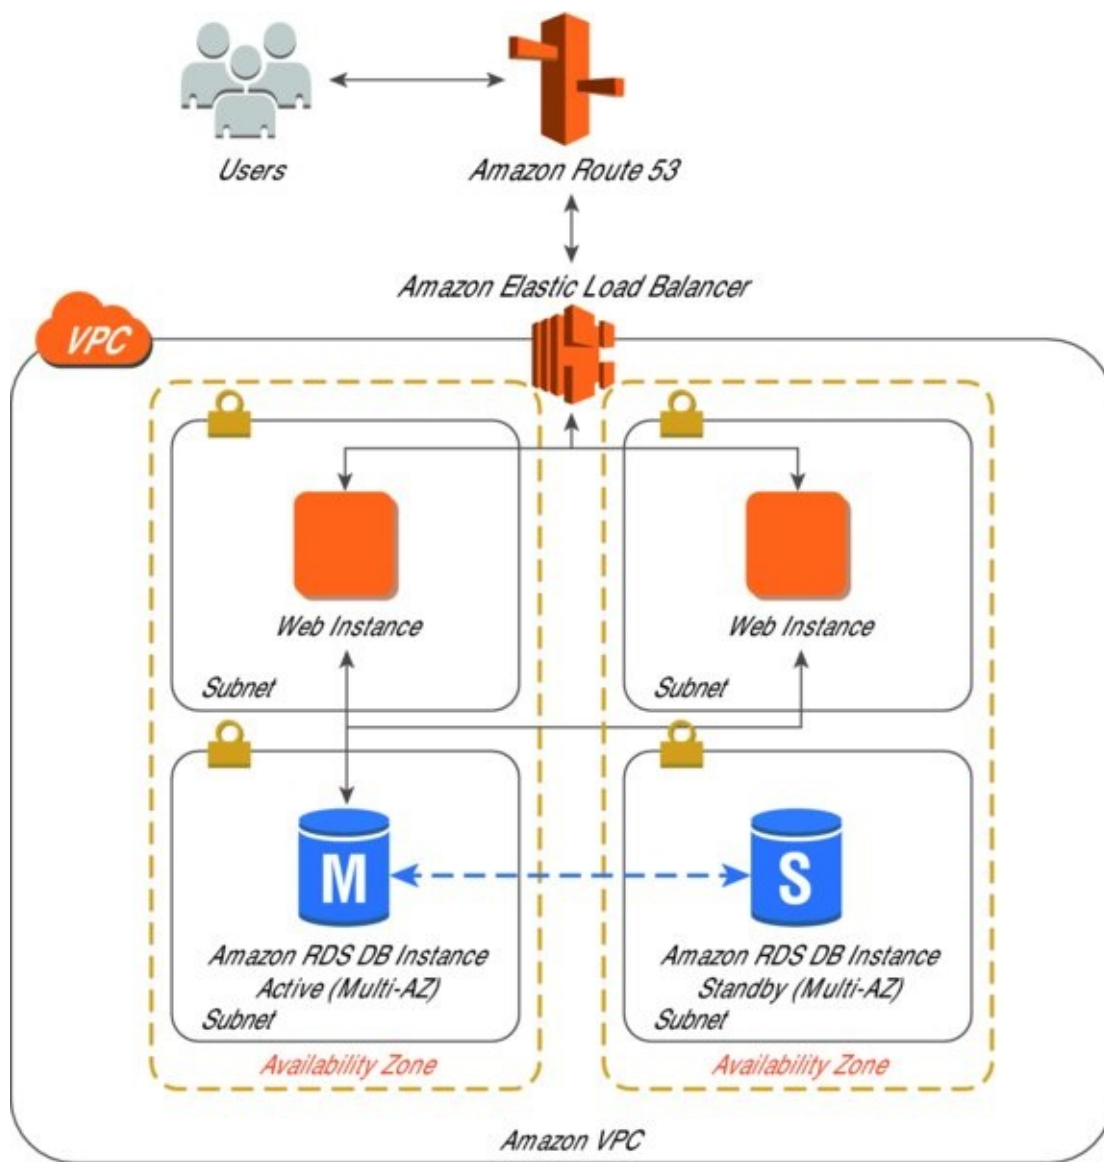 Users
Amazon Route 53
Amazon Elastic Load Balancer
VPC
Web Instance
Web Instance
Subnet
Subnet
M
S
Amazon RDS DB Instance
Active (Multi-AZ)
Amazon RDS DB Instance
Standby (Multi-AZ)
Subnet
Subnet
Availability Zone
Availability Zone
Amazon VPC